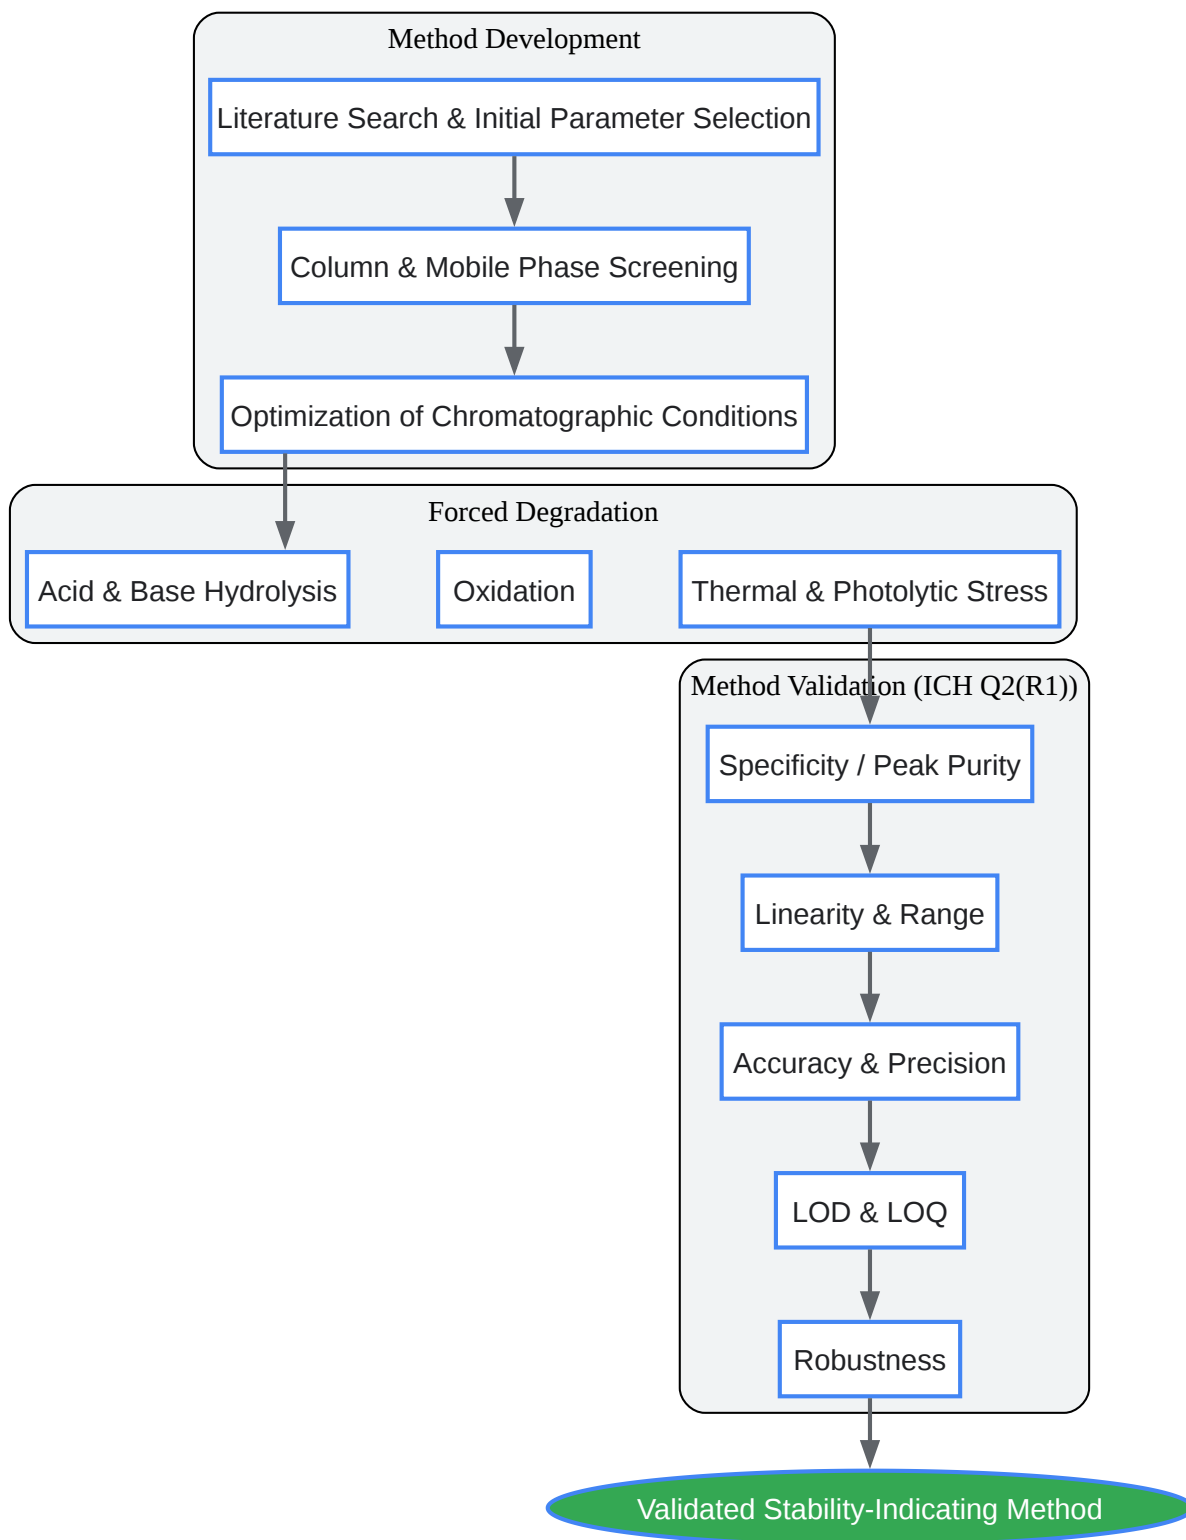 Method Development
Literature Search & Initial Parameter Selection
Column & Mobile Phase Screening
Optimization of Chromatographic Conditions
Forced Degradation
Acid & Base Hydrolysis
Oxidation
Thermal & Photolytic Stress
Method Validation (ICH Q2(R1))
Specificity / Peak Purity
Linearity & Range
Accuracy & Precision
LOD & LOQ
Robustness
Validated Stability-Indicating Method